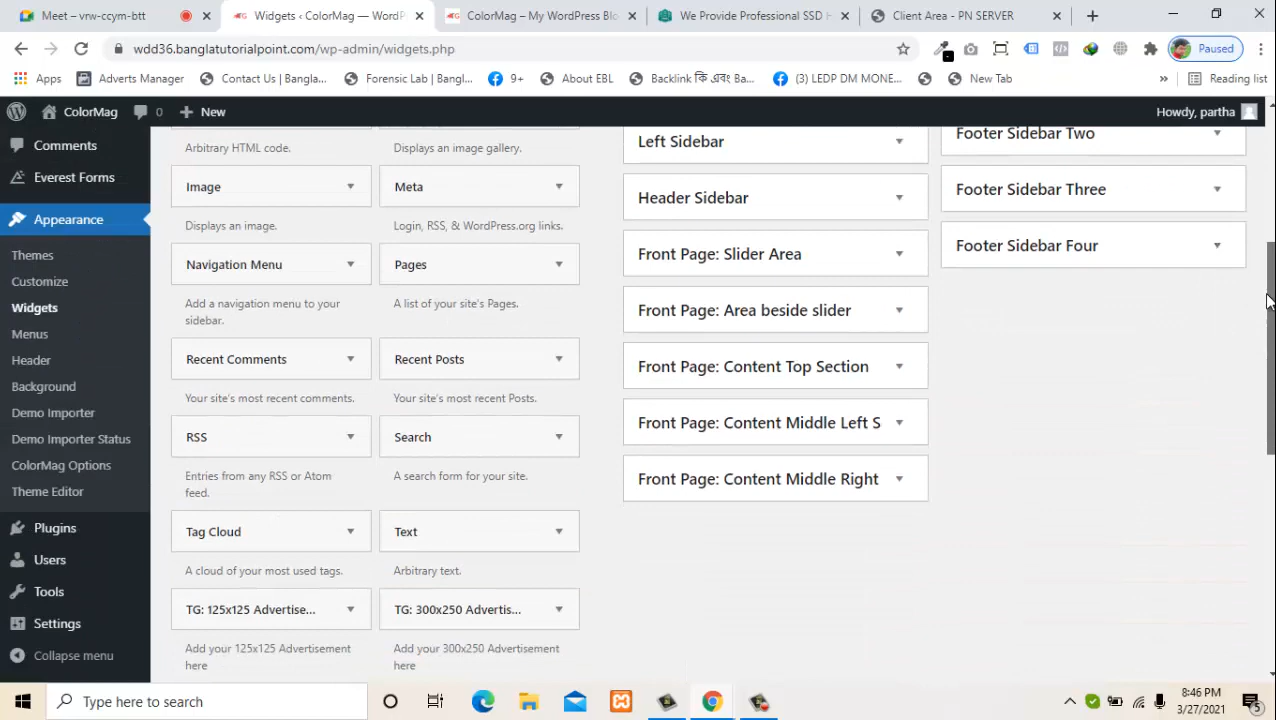 Meet – vrw-ccym-btt
Widgets ‹ ColorMag — WordP
ColorMag – My WordPress Blo
We Provide Professional SSD H
Client Area - PN SERVER
wdd36.banglatutorialpoint.com/wp-admin/widgets.php
Paused
Apps
Adverts Manager
Contact Us | Bangla...
Forensic Lab | Bangl...
9+
About EBL
Backlink কি এবং Ba...
(3) LEDP DM MONE...
New Tab
»
Reading list
ColorMag
0
New
Howdy, partha
Comments
Everest Forms
Appearance
Themes
Customize
Widgets
Menus
Header
Background
Demo Importer
Demo Importer Status
ColorMag Options
Theme Editor
Plugins
Users
Tools
Settings
Collapse menu
Arbitrary HTML code.
Displays an image gallery.
Image
Meta
Displays an image.
Login, RSS, & WordPress.org links.
Navigation Menu
Pages
Add a navigation menu to your
sidebar.
A list of your site's Pages.
Recent Comments
Recent Posts
Your site's most recent comments.
Your site's most recent Posts.
RSS
Search
Entries from any RSS or Atom
feed.
A search form for your site.
Tag Cloud
Text
A cloud of your most used tags.
Arbitrary text.
TG: 125x125 Advertise...
TG: 300x250 Advertis...
Add your 125x125 Advertisement
here
Add your 300x250 Advertisement
here
Left Sidebar
Header Sidebar
Front Page: Slider Area
Front Page: Area beside slider
Front Page: Content Top Section
Front Page: Content Middle Left S
Front Page: Content Middle Right
Footer Sidebar Two
Footer Sidebar Three
Footer Sidebar Four
Type here to search
8:46 PM
3/27/2021
5